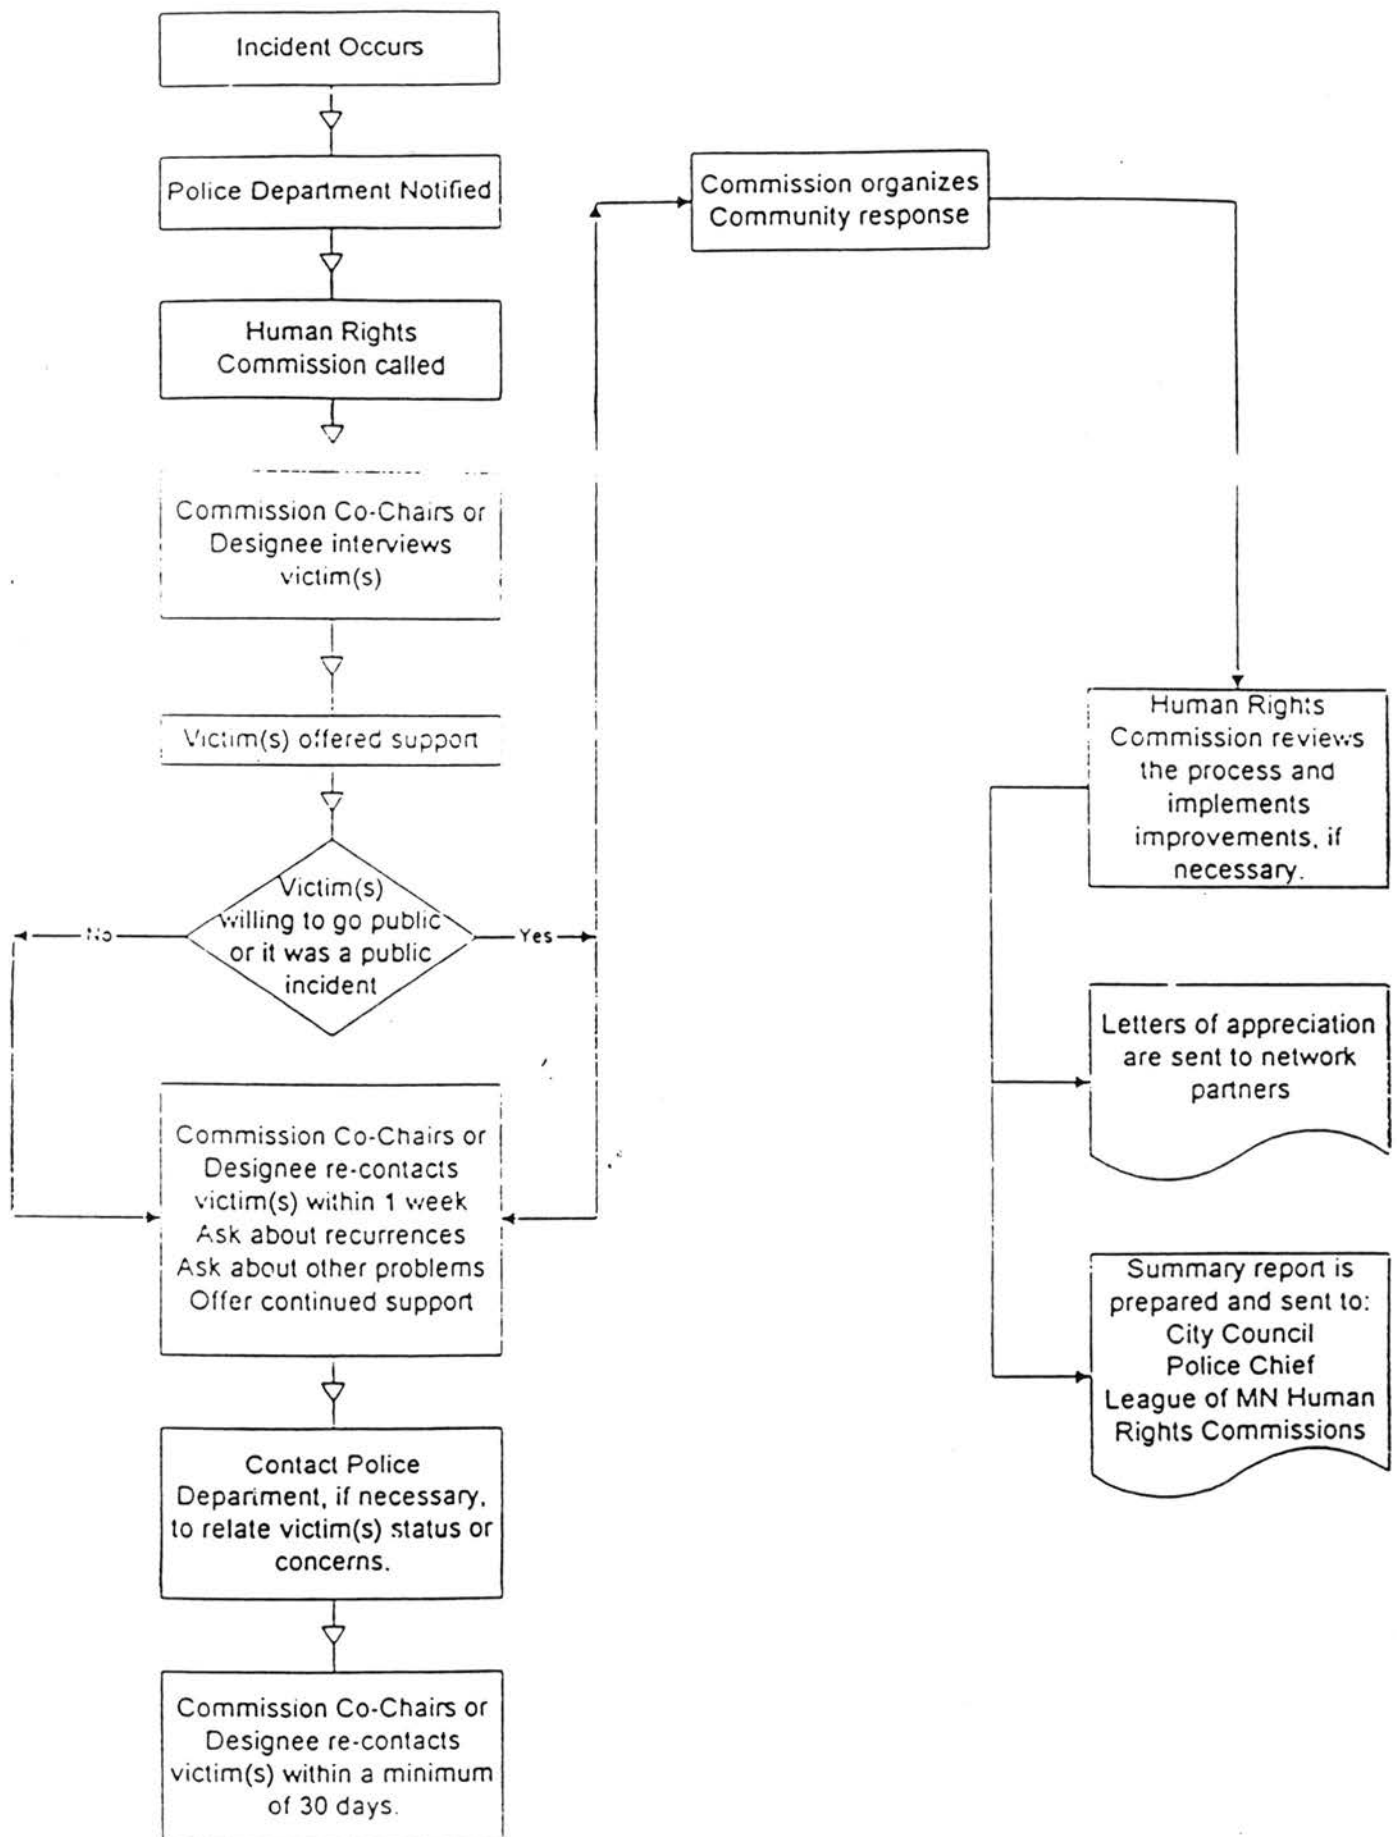 Incident Occurs
Police Department Notified
Human Rights
Commission called
Commission Co-Chairs or
Designee interviews
victim(s)
Victim(s) offered support
Victim(s)
willing to go public
or it was a public
incident
No
Yes
Commission Co-Chairs or
Designee re-contacts
victim(s) within 1 week
Ask about recurrences
Ask about other problems
Offer continued support
Contact Police
Department, if necessary,
to relate victim(s) status or
concerns.
Commission Co-Chairs or
Designee re-contacts
victim(s) within a minimum
of 30 days.
Commission organizes
Community response
Human Rights
Commission reviews
the process and
implements
improvements, if
necessary.
Letters of appreciation
are sent to network
partners
Summary report is
prepared and sent to:
City Council
Police Chief
League of MN Human
Rights Commissions